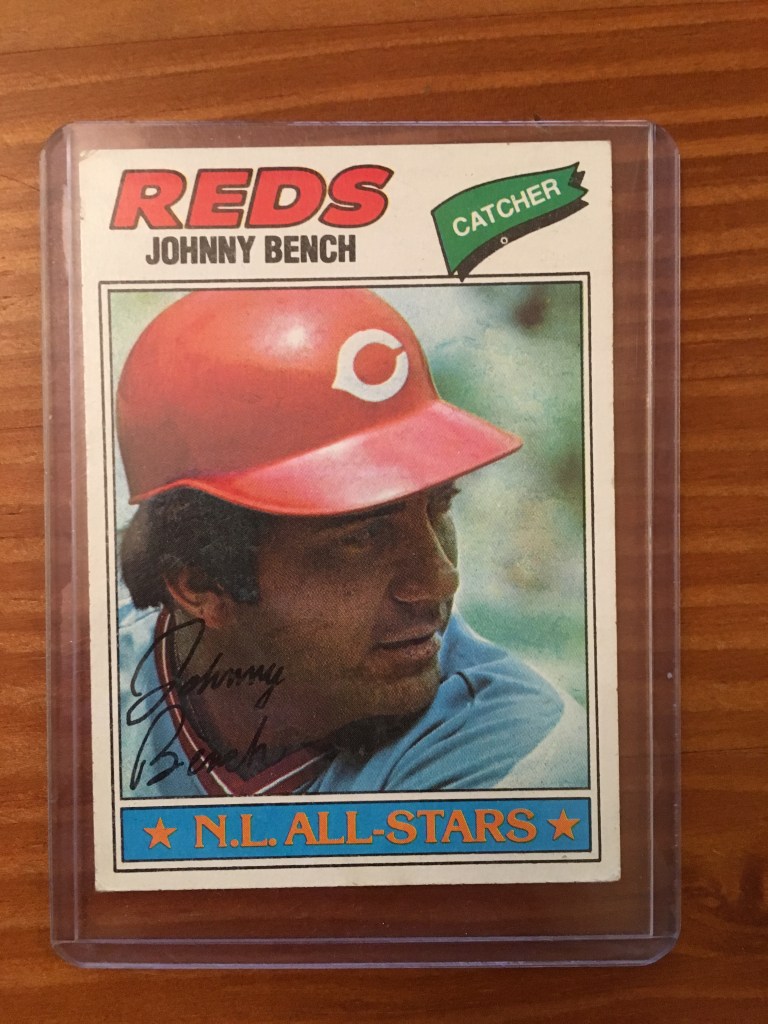 REDS
JOHNNY BENCH
CATCHER
C
Johnny
Bench
★ N.L. ALL-STARS ★